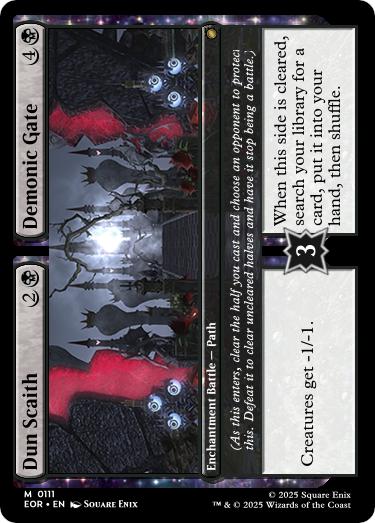 Dun Scaith 2
Demonic Gate 4
Enchantment Battle — Path
(As this enters, clear the half you cast and choose an opponent to protect
this. Defeat it to clear uncleared halves and have it stop being a battle.)
Creatures get -1/-1.
3
When this side is cleared,
search your library for a
card, put it into your
hand, then shuffle.
M 0111
EOR • EN SQUARE ENIX
© 2025 Square Enix
™ & © 2025 Wizards of the Coast